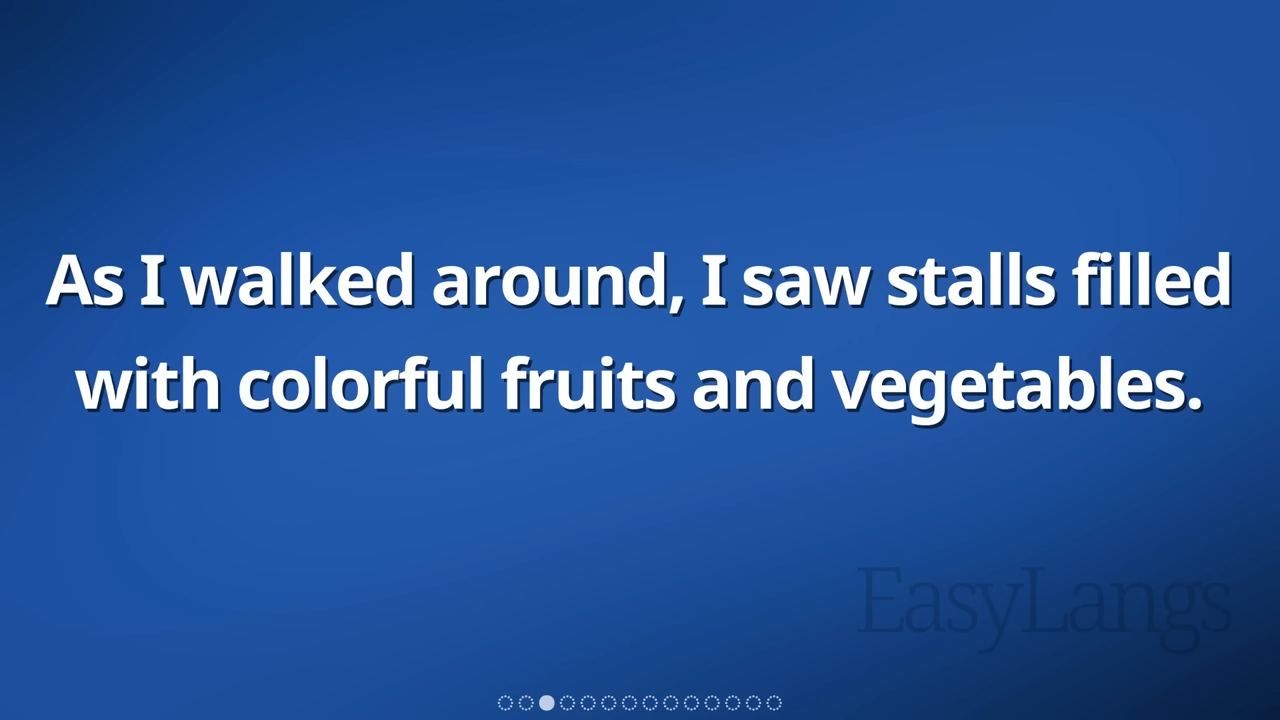 As I walked around, I saw stalls filled
with colorful fruits and vegetables.
EasyLangs